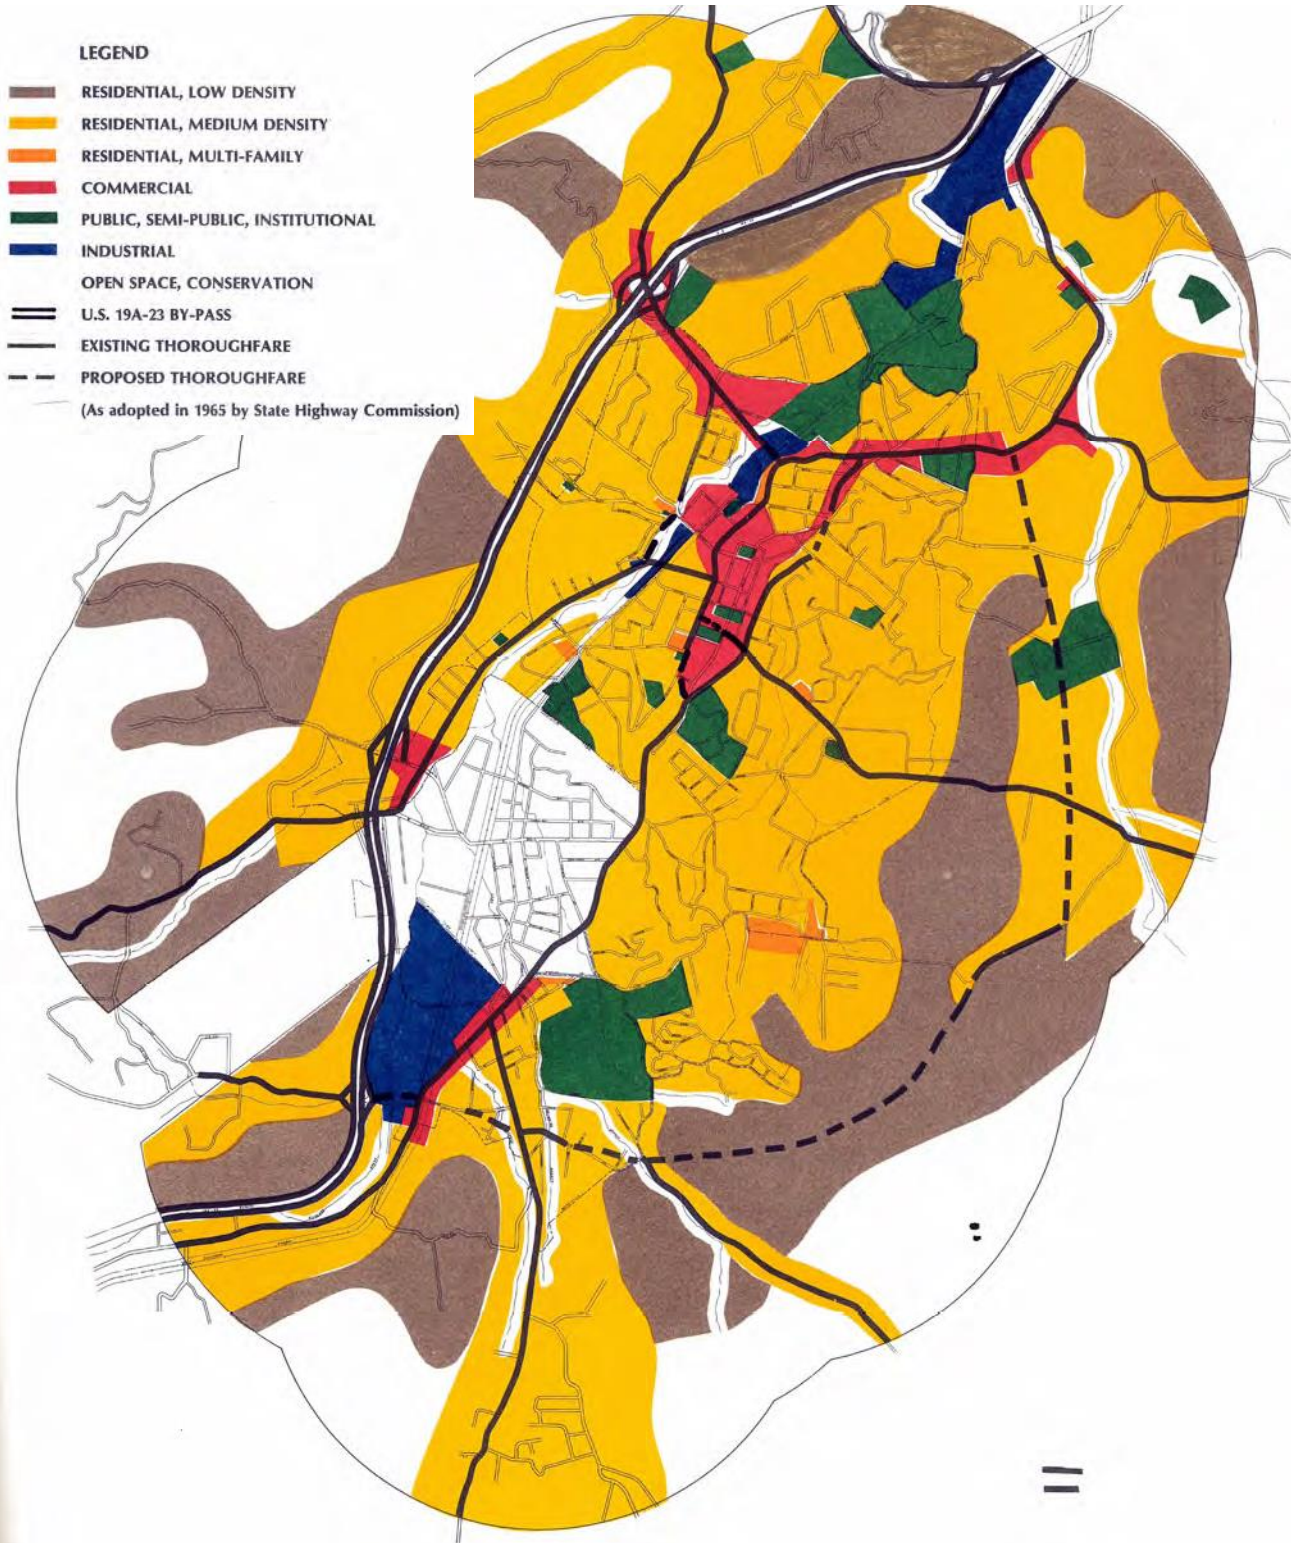 LEGEND
RESIDENTIAL, LOW DENSITY
RESIDENTIAL, MEDIUM DENSITY
RESIDENTIAL, MULTI-FAMILY
COMMERCIAL
PUBLIC, SEMI-PUBLIC, INSTITUTIONAL
INDUSTRIAL
OPEN SPACE, CONSERVATION
U.S. 19A-23 BY-PASS
EXISTING THOROUGHFARE
PROPOSED THOROUGHFARE
(As adopted in 1965 by State Highway Commission)